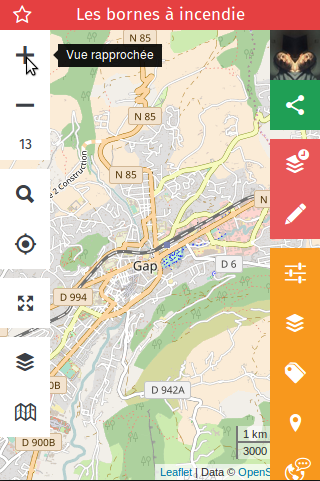 Les bornes à incendie
Vue rapprochée
13
N 85
N 85
N 85
e 2 Construction
N
Gap
D 6
D 994
0B
D 942A
D 900B
1 km
3000
Leaflet | Data © OpenS